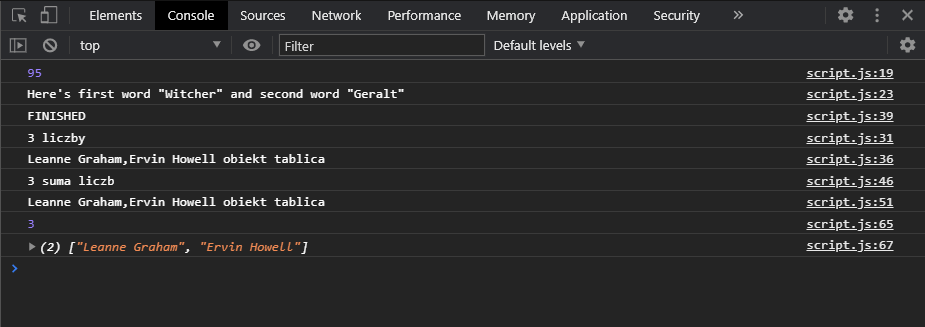 Elements Console Sources Network Performance Memory Application Security »
top Filter Default levels
95 script.js:19
Here's first word "Witcher" and second word "Geralt" script.js:23
FINISHED script.js:39
3 liczby script.js:31
Leanne Graham,Ervin Howell obiekt tablica script.js:36
3 suma liczb script.js:46
Leanne Graham,Ervin Howell obiekt tablica script.js:51
3 script.js:65
(2) ["Leanne Graham", "Ervin Howell"] script.js:67